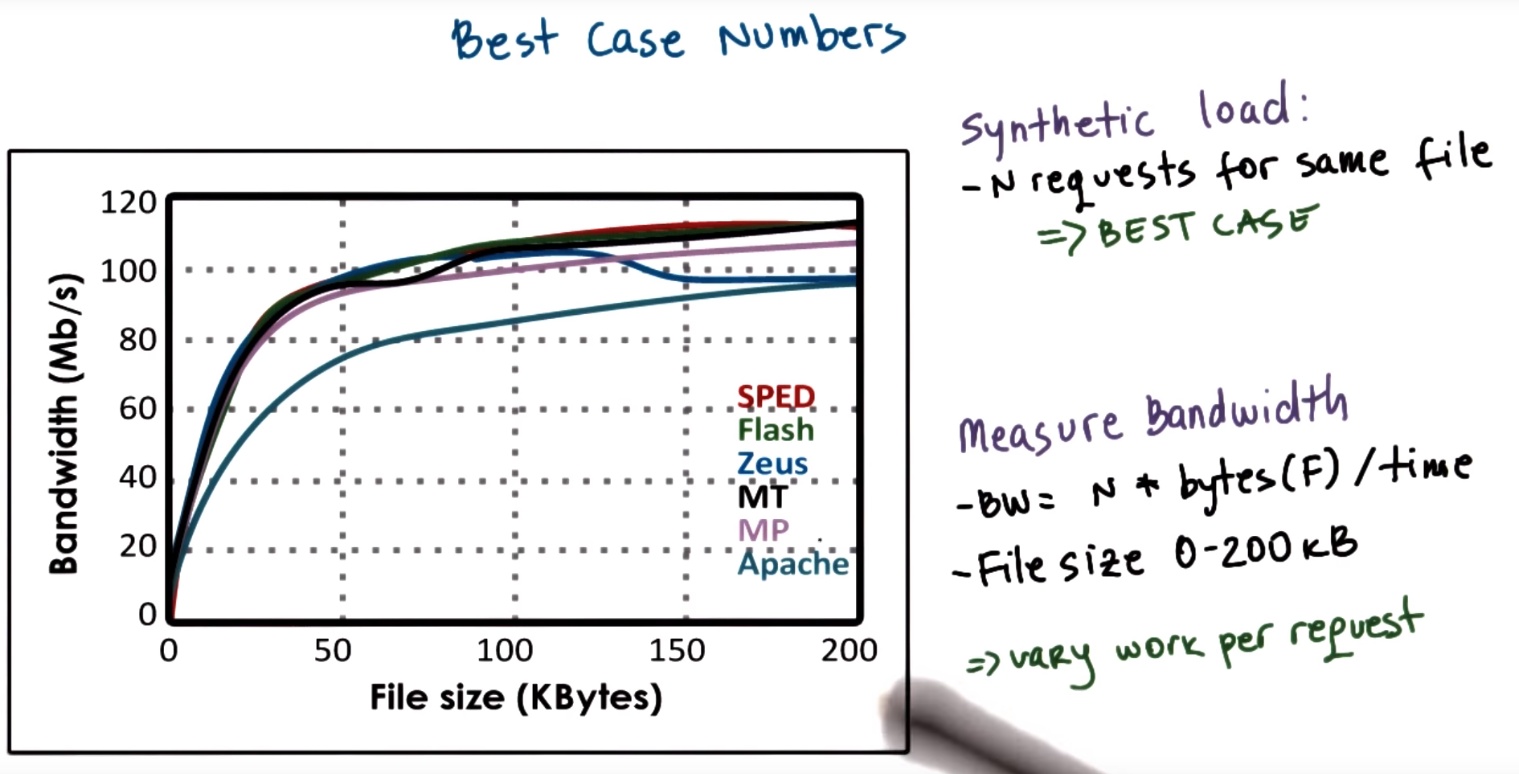 Best Case Numbers
Synthetic load:
- N requests for same file
=> BEST CASE
Measure Bandwidth
- BW = N * bytes(F) / time
- File size 0-200 KB
=> vary work per request
Bandwidth (Mb/s)
120
100
80
60
40
20
0
SPED
Flash
Zeus
MT
MP
Apache
0 50 100 150 200
File size (KBytes)